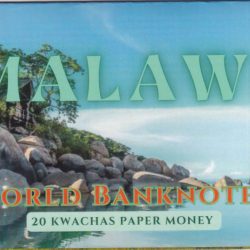 MALAW
ORLD BANKNOTE
20 KWACHAS PAPER MONEY